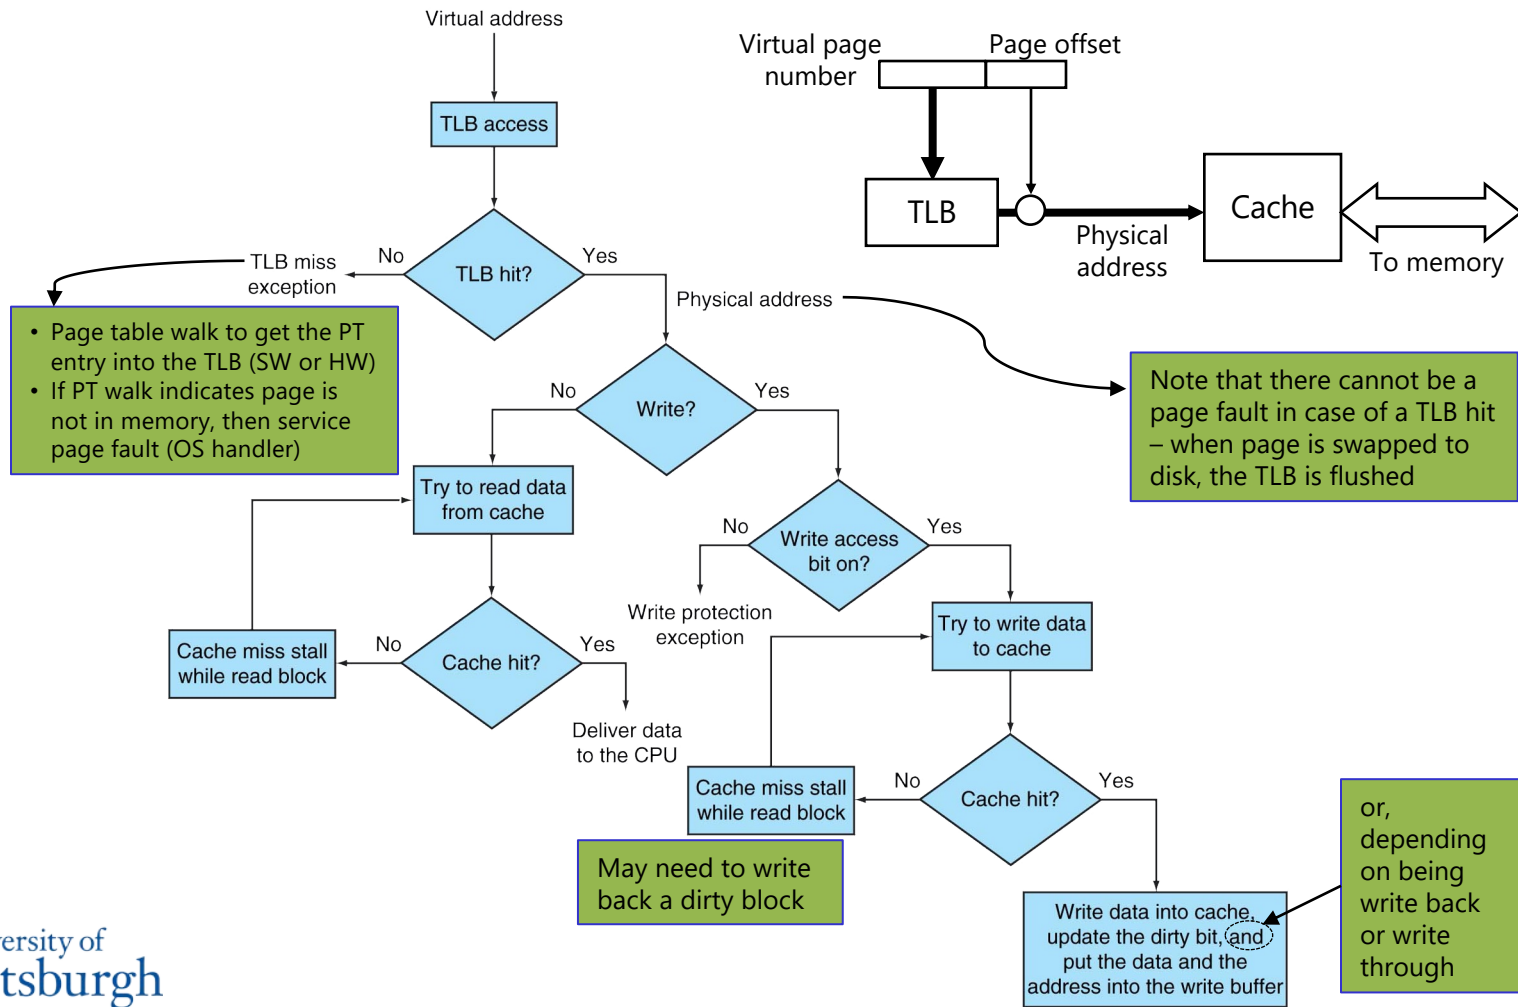 Virtual address
TLB access
TLB hit?
No
Yes
TLB miss
exception
• Page table walk to get the PT
entry into the TLB (SW or HW)
• If PT walk indicates page is
not in memory, then service
page fault (OS handler)
Physical address
Write?
No
Yes
Try to read data
from cache
Cache hit?
No
Yes
Cache miss stall
while read block
Deliver data
to the CPU
Write access
bit on?
No
Yes
Write protection
exception
Try to write data
to cache
Cache hit?
No
Yes
Cache miss stall
while read block
May need to write
back a dirty block
Write data into cache,
update the dirty bit, and
put the data and the
address into the write buffer
or,
depending
on being
write back
or write
through
Virtual page
number
Page offset
TLB
Physical
address
Cache
To memory
Note that there cannot be a
page fault in case of a TLB hit
– when page is swapped to
disk, the TLB is flushed
versity of
tsburgh